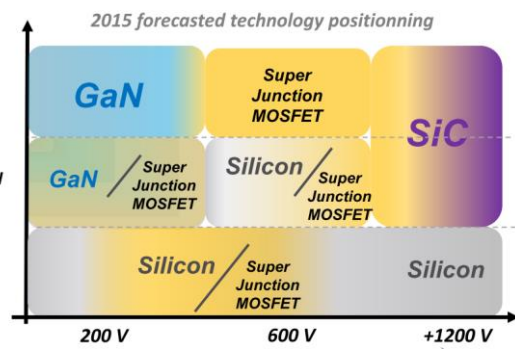 2015 forecasted technology positionning
GaN
Super
Junction
MOSFET
SiC
GaN
Super
Junction
MOSFET
Silicon
Super
Junction
MOSFET
Silicon
Super
Junction
MOSFET
Silicon
200 V
600 V
+1200 V